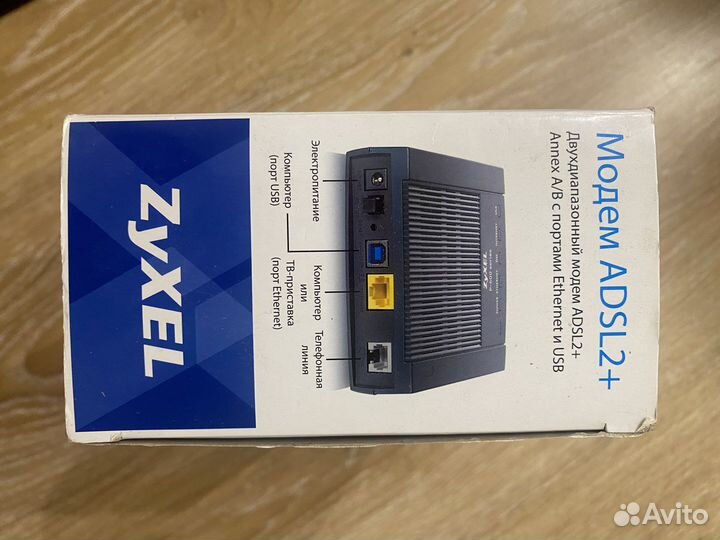 Модем ADSL2+
Двухдиапазонный модем ADSL2+
Annex A/B с портами Ethernet и USB
Электропитание
Компьютер
(порт USB)
Компьютер
или
ТВ-приставка
(порт Ethernet)
Телефонная
линия
ZyXEL
ZyXEL
Avito